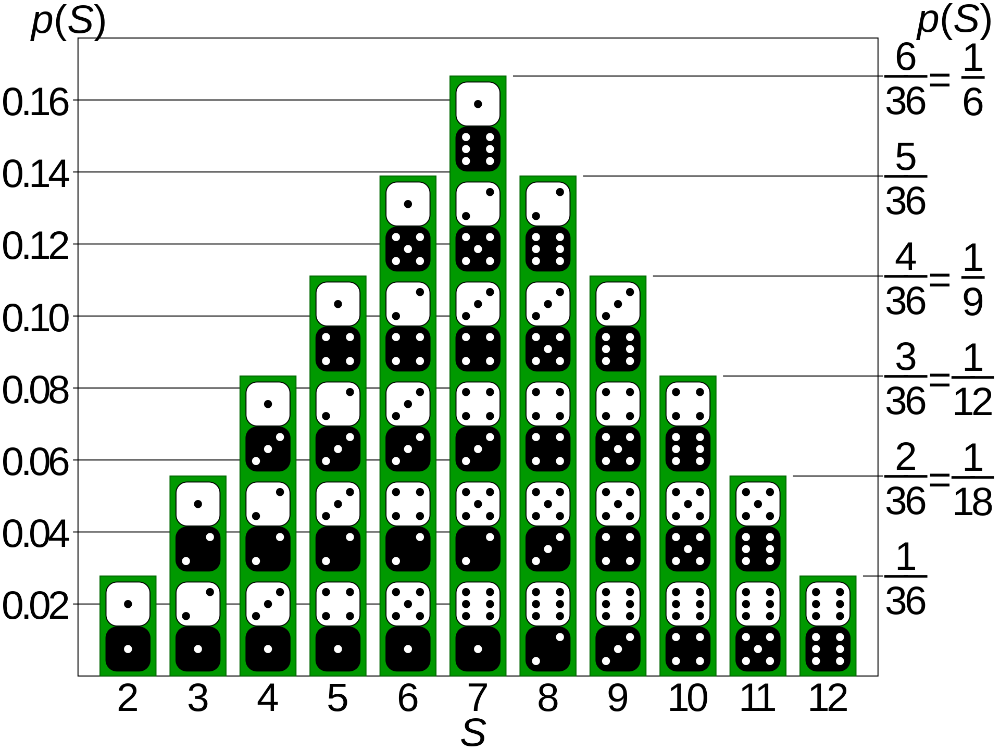 p(S)
p(S)
6/36 = 1/6
0.16
5/36
0.14
4/36 = 1/9
0.12
0.10
3/36 = 1/12
0.08
2/36 = 1/18
0.06
0.04
1/36
0.02
2 3 4 5 6 7 8 9 10 11 12
S